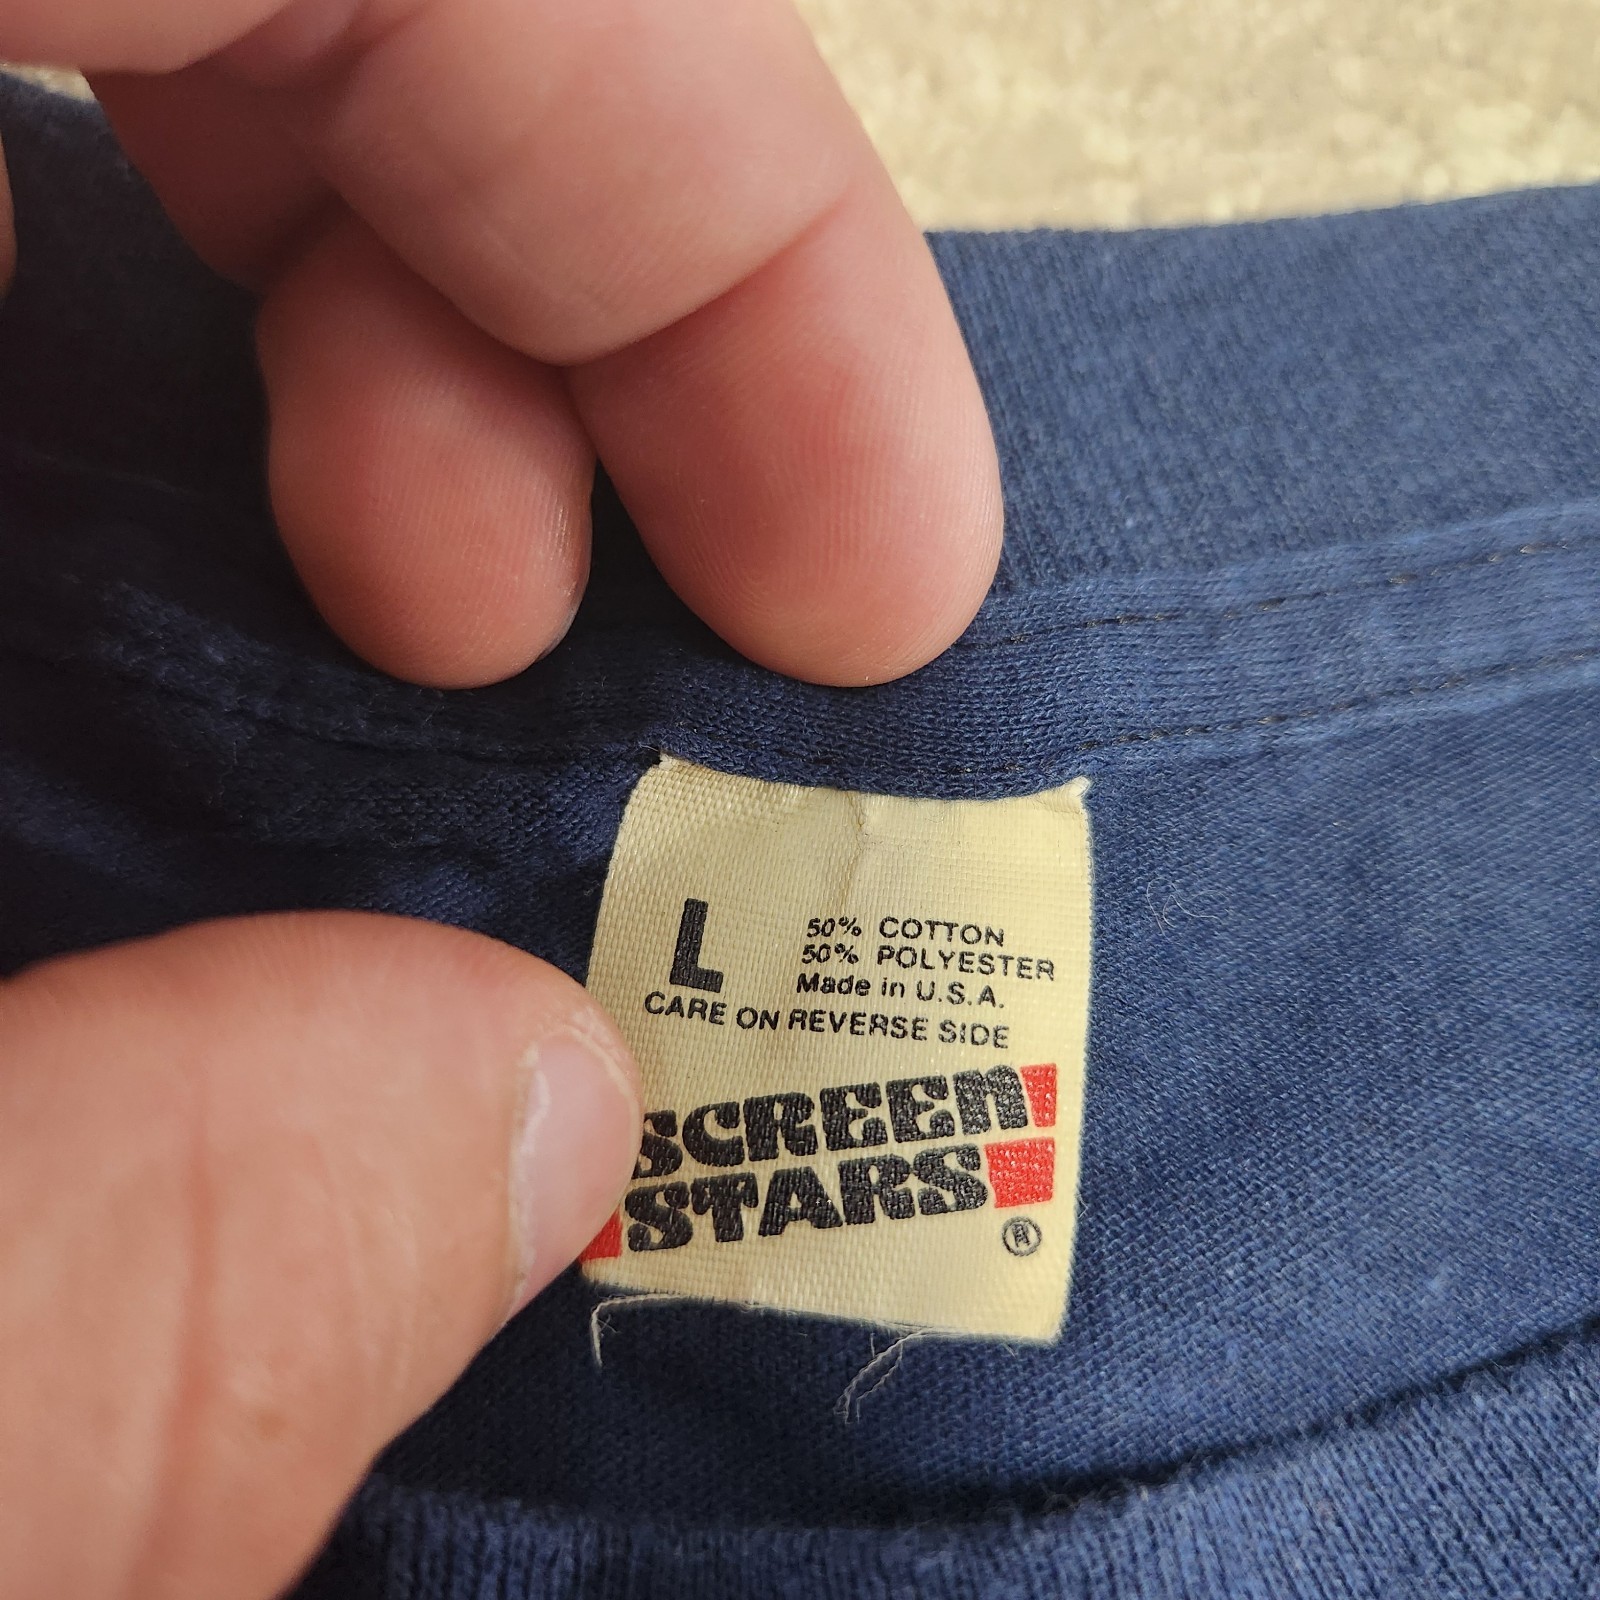 L
50% COTTON
50% POLYESTER
Made in U.S.A.
CARE ON REVERSE SIDE
SCREEN
STARS
®